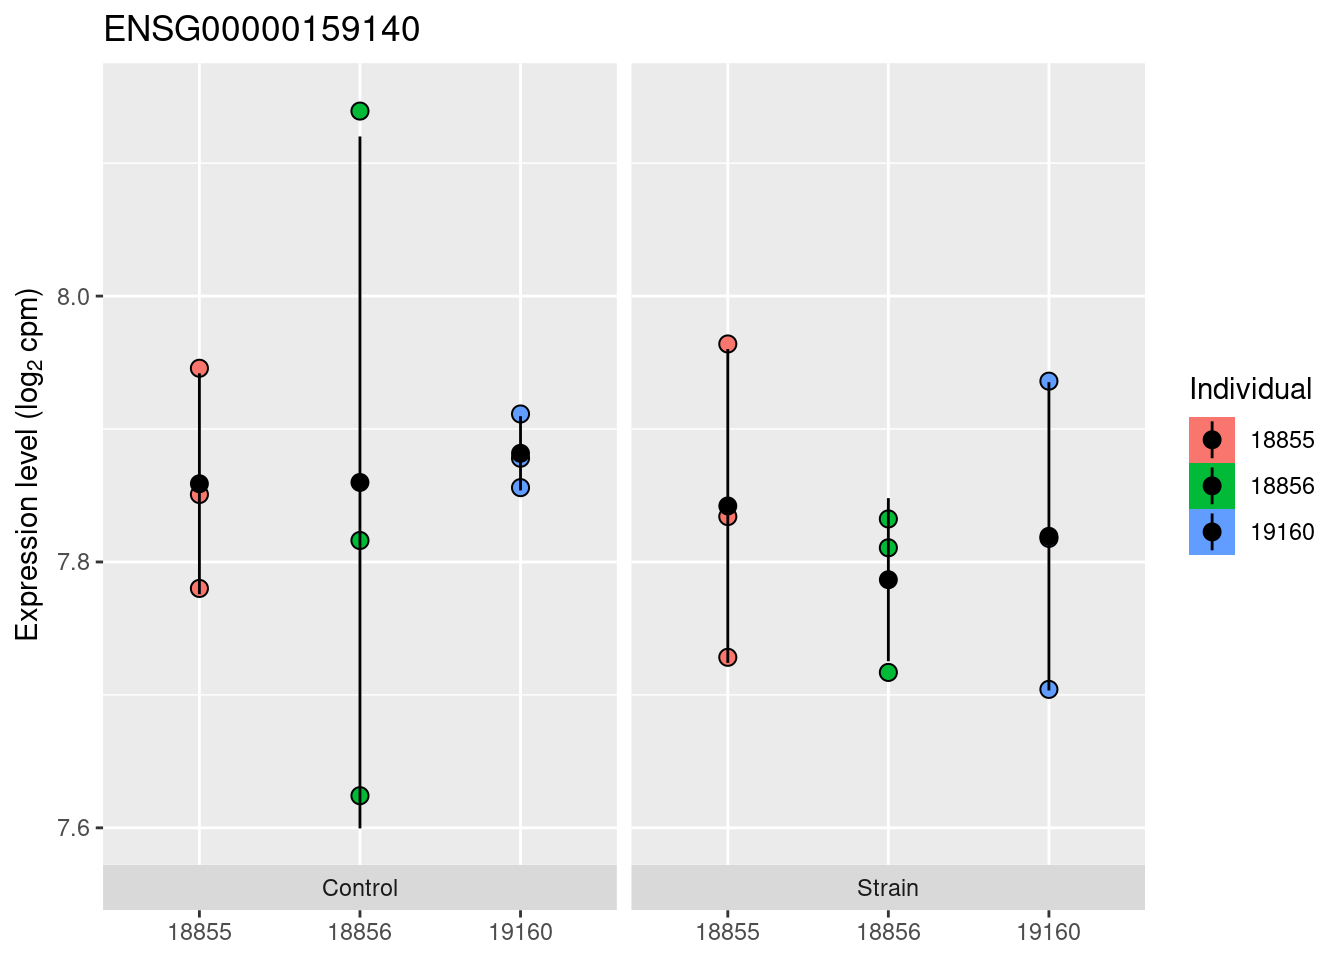 ENSG00000159140
Expression level (log₂ cpm)
8.0
7.8
7.6
Control
Strain
18855
18856
19160
18855
18856
19160
Individual
18855
18856
19160